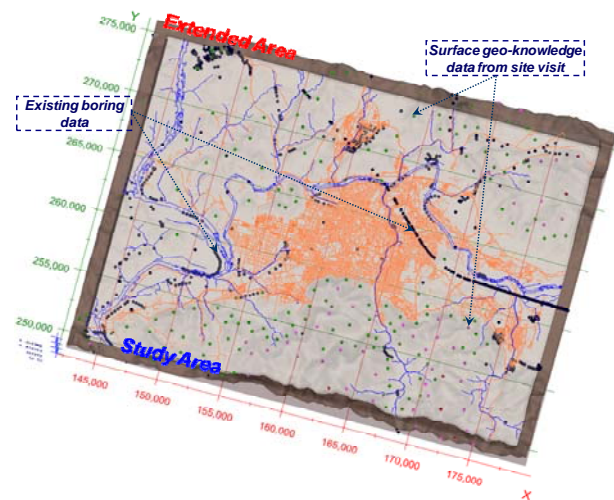 Y
275,000
Extended Area
270,000
Surface geo-knowledge
data from site visit
Existing boring
data
265,000
260,000
255,000
250,000
Study Area
145,000
150,000
155,000
160,000
165,000
170,000
175,000
X